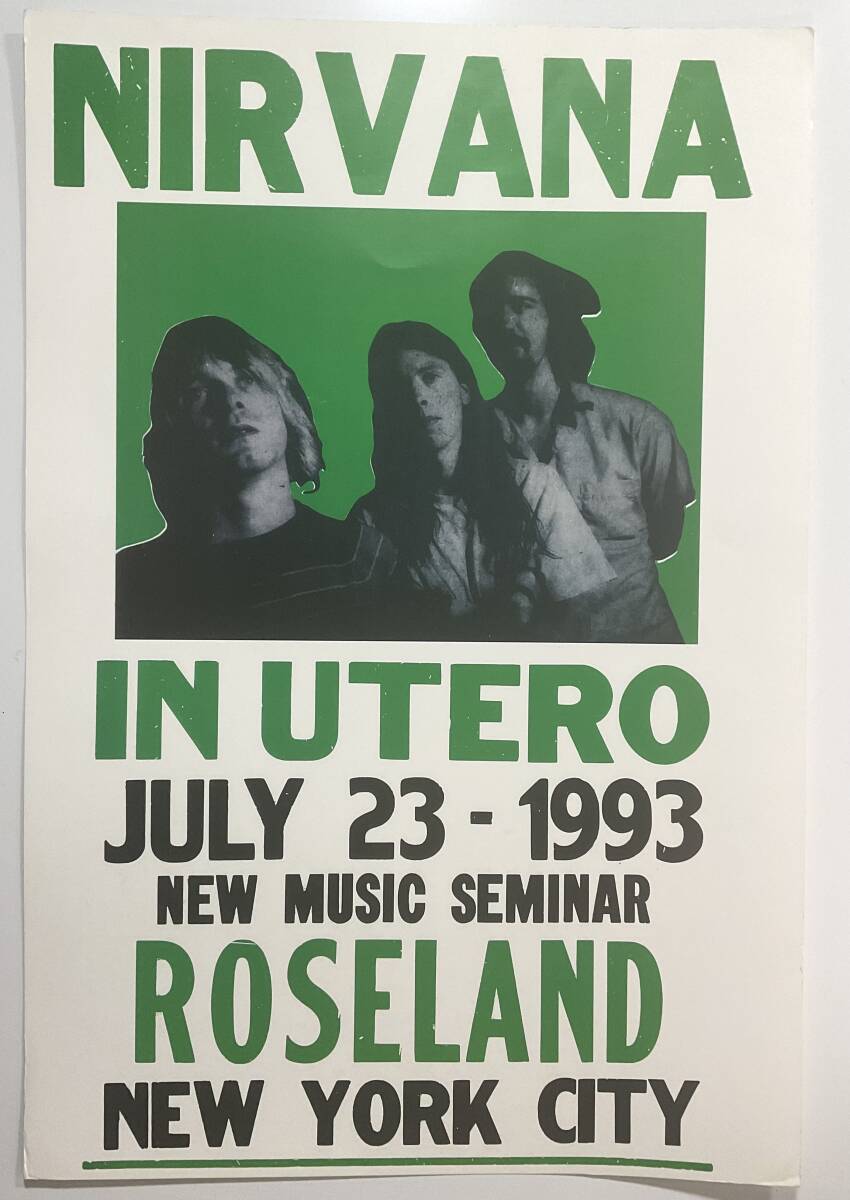 NIRVANA
IN UTERO
JULY 23 - 1993
NEW MUSIC SEMINAR
ROSELAND
NEW YORK CITY